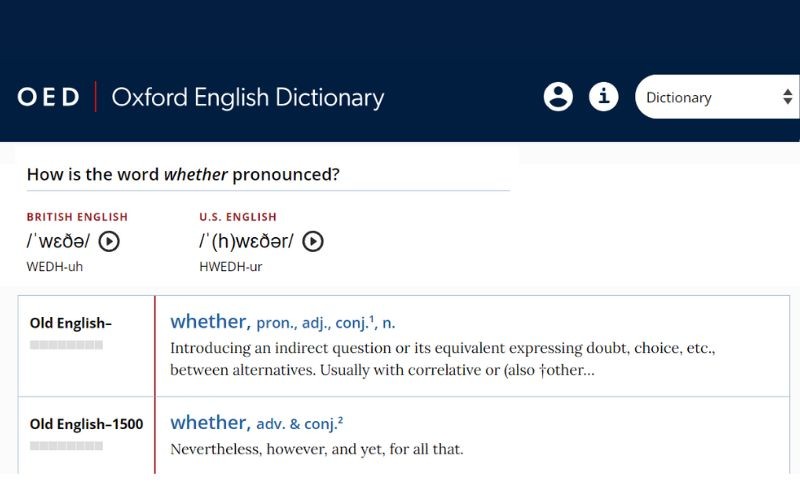 OED | Oxford English Dictionary
Dictionary
How is the word whether pronounced?
BRITISH ENGLISH
/ˈwɛðə/
WEDH-uh
U.S. ENGLISH
/ˈ(h)wɛðər/
HWEDH-ur
Old English–
whether, pron., adj., conj.¹, n.
Introducing an indirect question or its equivalent expressing doubt, choice, etc.,
between alternatives. Usually with correlative or (also †other...
Old English–1500
whether, adv. & conj.²
Nevertheless, however, and yet, for all that.